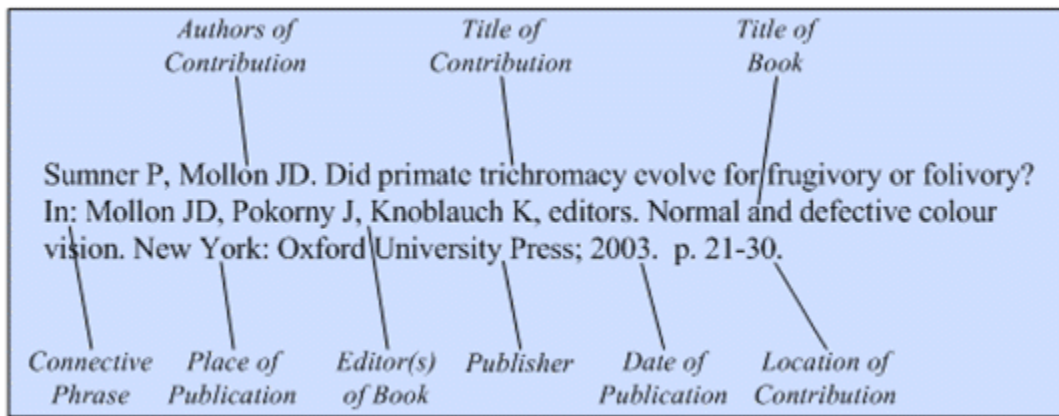 Authors of Title of Title of
Contribution Contribution Book
Sumner P, Mollon JD. Did primate trichromacy evolve for frugivory or folivory?
In: Mollon JD, Pokorny J, Knoblauch K, editors. Normal and defective colour
vision. New York: Oxford University Press; 2003. p. 21-30.
Connective Place of Editor(s) Publisher Date of Location of
Phrase Publication of Book Publication Contribution